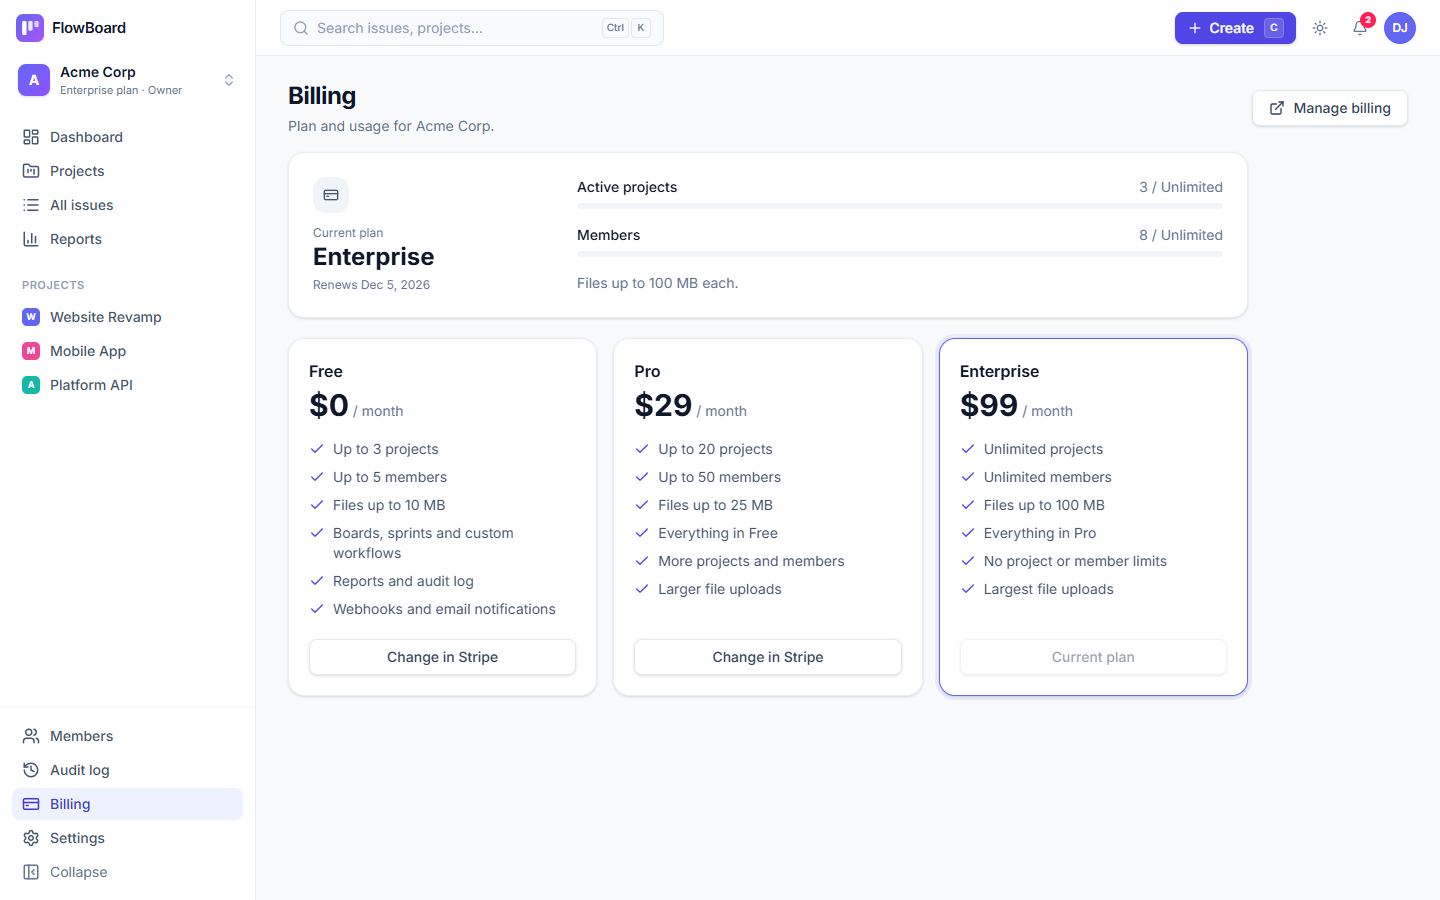 FlowBoard
Search issues, projects...
Ctrl
K
Create
C
2
DJ
A
Acme Corp
Enterprise plan · Owner
Dashboard
Projects
All issues
Reports
PROJECTS
W
Website Revamp
M
Mobile App
A
Platform API
Members
Audit log
Billing
Settings
Collapse
Billing
Plan and usage for Acme Corp.
Manage billing
Current plan
Enterprise
Renews Dec 5, 2026
Active projects
3 / Unlimited
Members
8 / Unlimited
Files up to 100 MB each.
Free
$0 / month
Up to 3 projects
Up to 5 members
Files up to 10 MB
Boards, sprints and custom
workflows
Reports and audit log
Webhooks and email notifications
Change in Stripe
Pro
$29 / month
Up to 20 projects
Up to 50 members
Files up to 25 MB
Everything in Free
More projects and members
Larger file uploads
Change in Stripe
Enterprise
$99 / month
Unlimited projects
Unlimited members
Files up to 100 MB
Everything in Pro
No project or member limits
Largest file uploads
Current plan